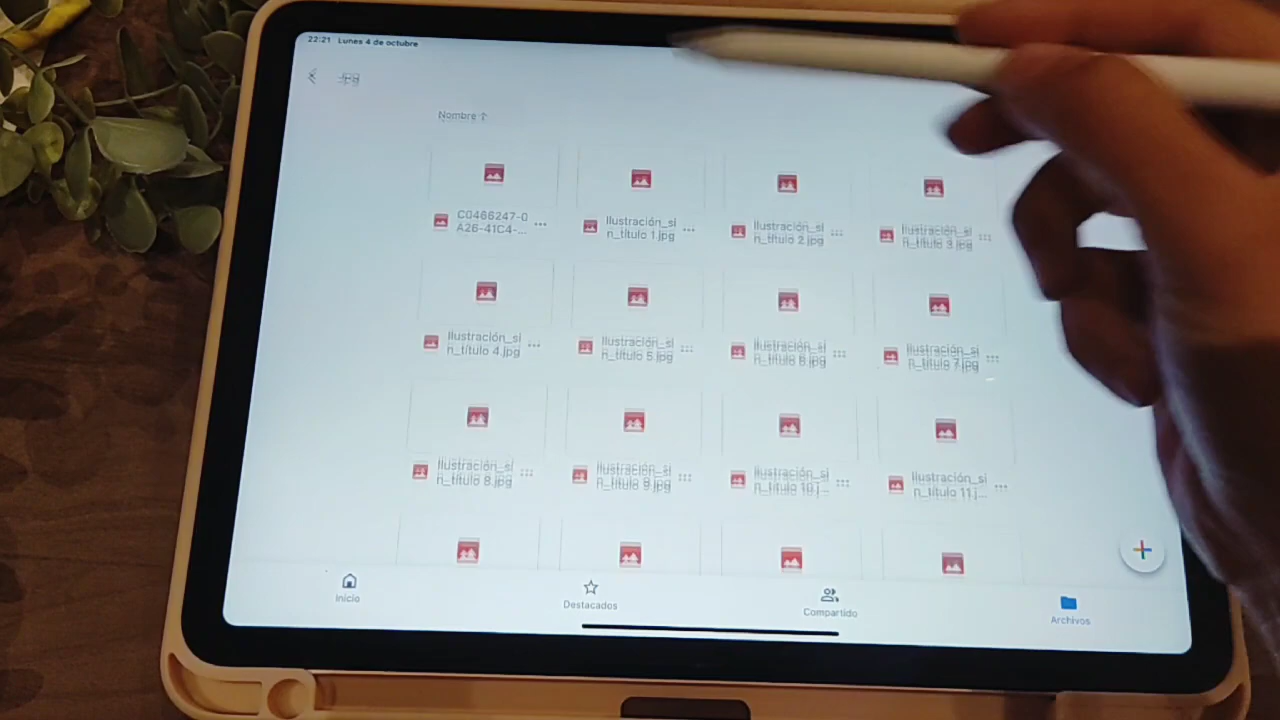 22:21 Lunes 4 de octubre
.jpg
Nombre ↑
C0466247-0
A26-41C4-...
Ilustración_si
n_título 1.jpg
Ilustración_si
n_título 2.jpg
Ilustración_si
n_título 3.jpg
Ilustración_si
n_título 4.jpg
Ilustración_si
n_título 5.jpg
Ilustración_si
n_título 6.jpg
Ilustración_si
n_título 7.jpg
Ilustración_si
n_título 8.jpg
Ilustración_si
n_título 9.jpg
Ilustración_si
n_título 10.j...
Ilustración_si
n_título 11.j...
Inicio
Destacados
Compartido
Archivos